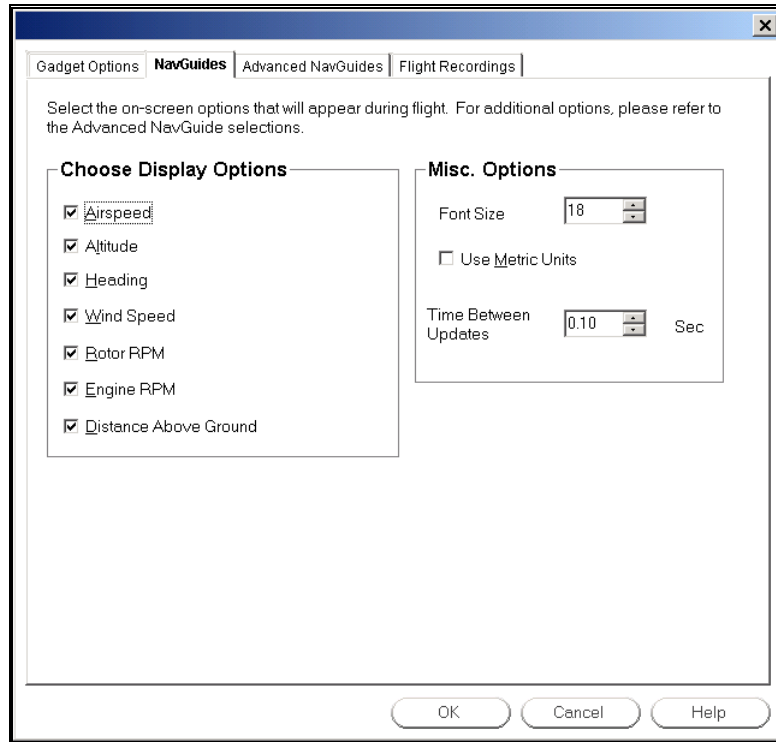 Gadget Options NavGuides Advanced NavGuides Flight Recordings
Select the on-screen options that will appear during flight. For additional options, please refer to
the Advanced NavGuide selections.
Choose Display Options
Airspeed
Altitude
Heading
Wind Speed
Rotor RPM
Engine RPM
Distance Above Ground
Misc. Options
Font Size 18
Use Metric Units
Time Between
Updates 0.10 Sec
OK Cancel Help